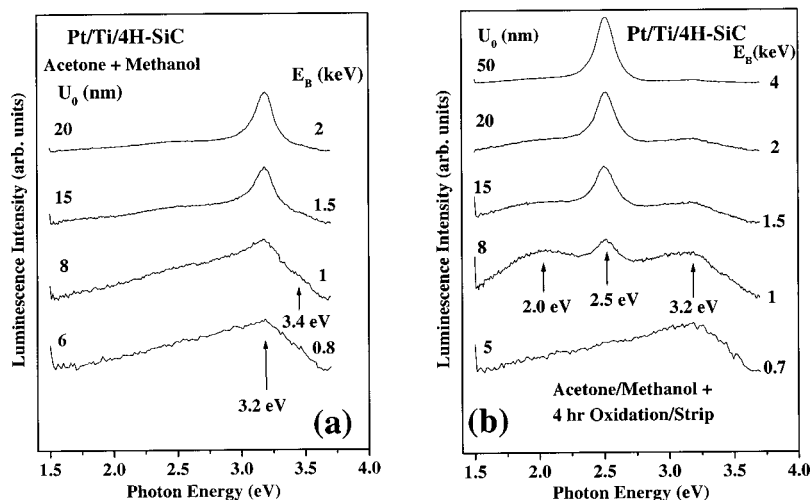 Pt/Ti/4H-SiC
Acetone + Methanol
U0 (nm)
EB (keV)
20
2
15
1.5
8
1
3.4 eV
6
0.8
3.2 eV
(a)
1.5 2.0 2.5 3.0 3.5 4.0
Photon Energy (eV)
Luminescence Intensity (arb. units)
U0 (nm)
Pt/Ti/4H-SiC
EB(keV)
50
4
20
2
15
1.5
8
2.0 eV
2.5 eV
3.2 eV
1
5
0.7
Acetone/Methanol +
4 hr Oxidation/Strip
(b)
1.5 2.0 2.5 3.0 3.5 4.0
Photon Energy (eV)
Luminescence Intensity (arb. units)